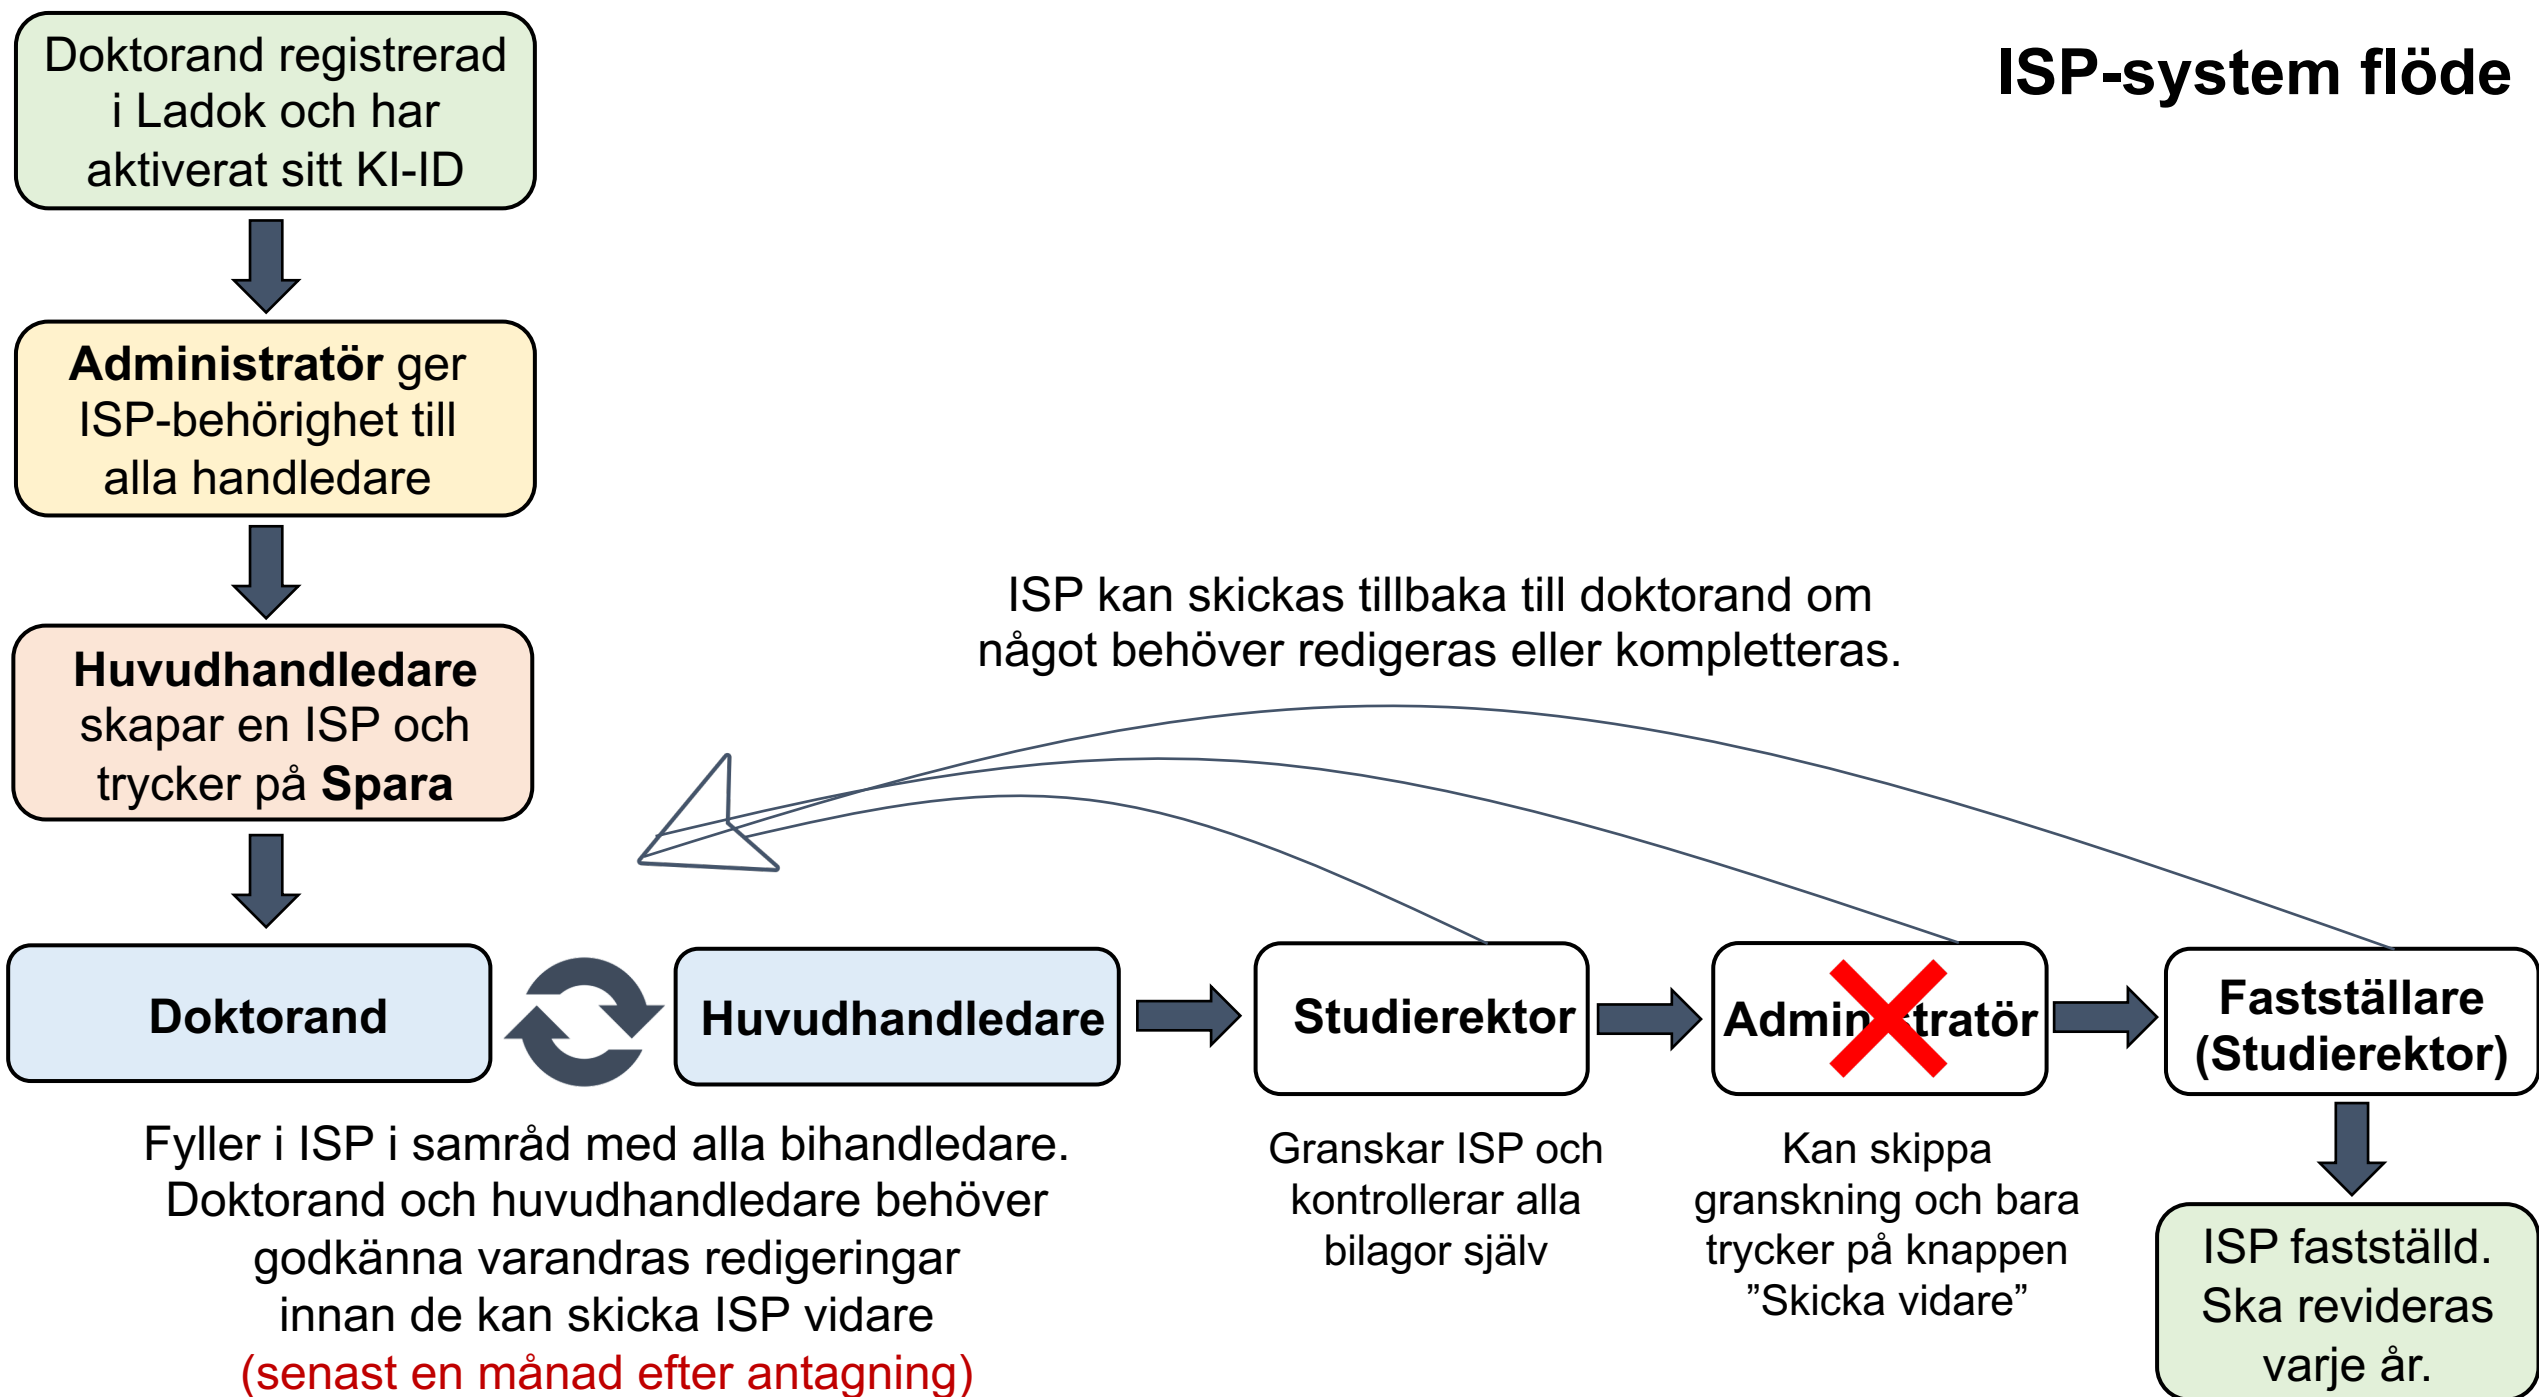 ISP-system flöde
Doktorand registrerad
i Ladok och har
aktiverat sitt KI-ID
Administratör ger
ISP-behörighet till
alla handledare
Huvudhandledare
skapar en ISP och
trycker på Spara
ISP kan skickas tillbaka till doktorand om
något behöver redigeras eller kompletteras.
Doktorand
Huvudhandledare
Fyller i ISP i samråd med alla bihandledare.
Doktorand och huvudhandledare behöver
godkänna varandras redigeringar
innan de kan skicka ISP vidare
(senast en månad efter antagning)
Studierektor
Granskar ISP och
kontrollerar alla
bilagor själv
Administratör
Kan skippa
granskning och bara
trycker på knappen
”Skicka vidare”
Fastställare
(Studierektor)
ISP fastställd.
Ska revideras
varje år.